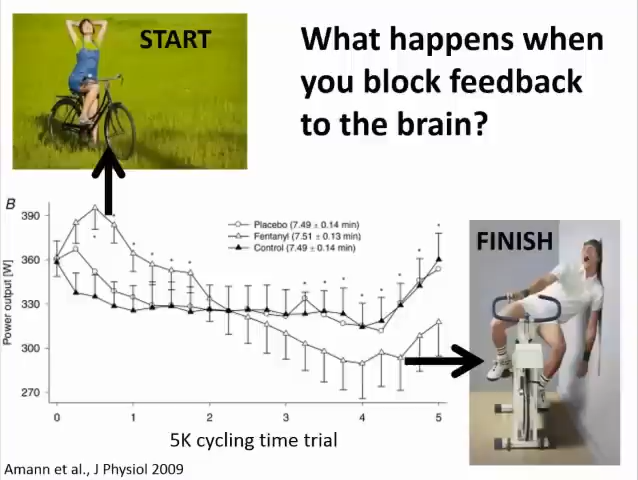 START
What happens when
you block feedback
to the brain?
B
390
360
330
300
270
Power output [W]
Placebo (7.49 ± 0.14 min)
Fentanyl (7.51 ± 0.13 min)
Control (7.49 ± 0.14 min)
FINISH
0 1 2 3 4 5
5K cycling time trial
Amann et al., J Physiol 2009